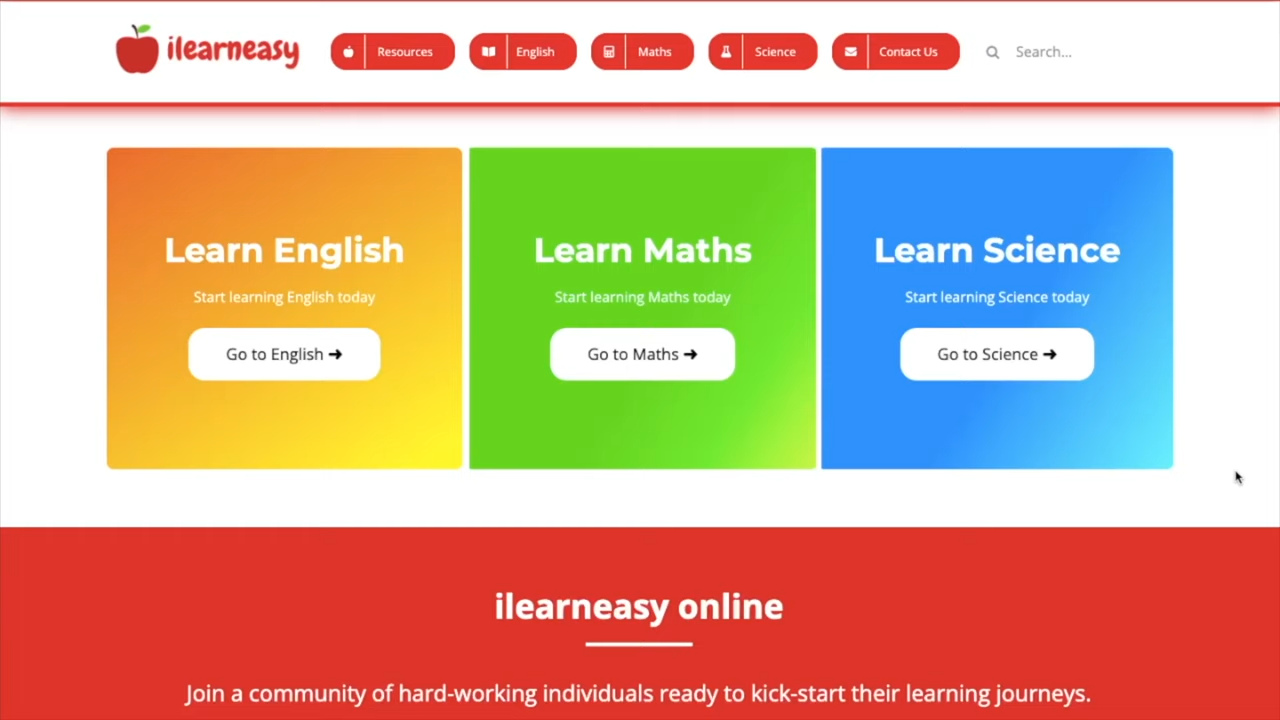 ilearneasy
Resources
English
Maths
Science
Contact Us
Search...
Learn English
Start learning English today
Go to English ➜
Learn Maths
Start learning Maths today
Go to Maths ➜
Learn Science
Start learning Science today
Go to Science ➜
ilearneasy online
Join a community of hard-working individuals ready to kick-start their learning journeys.